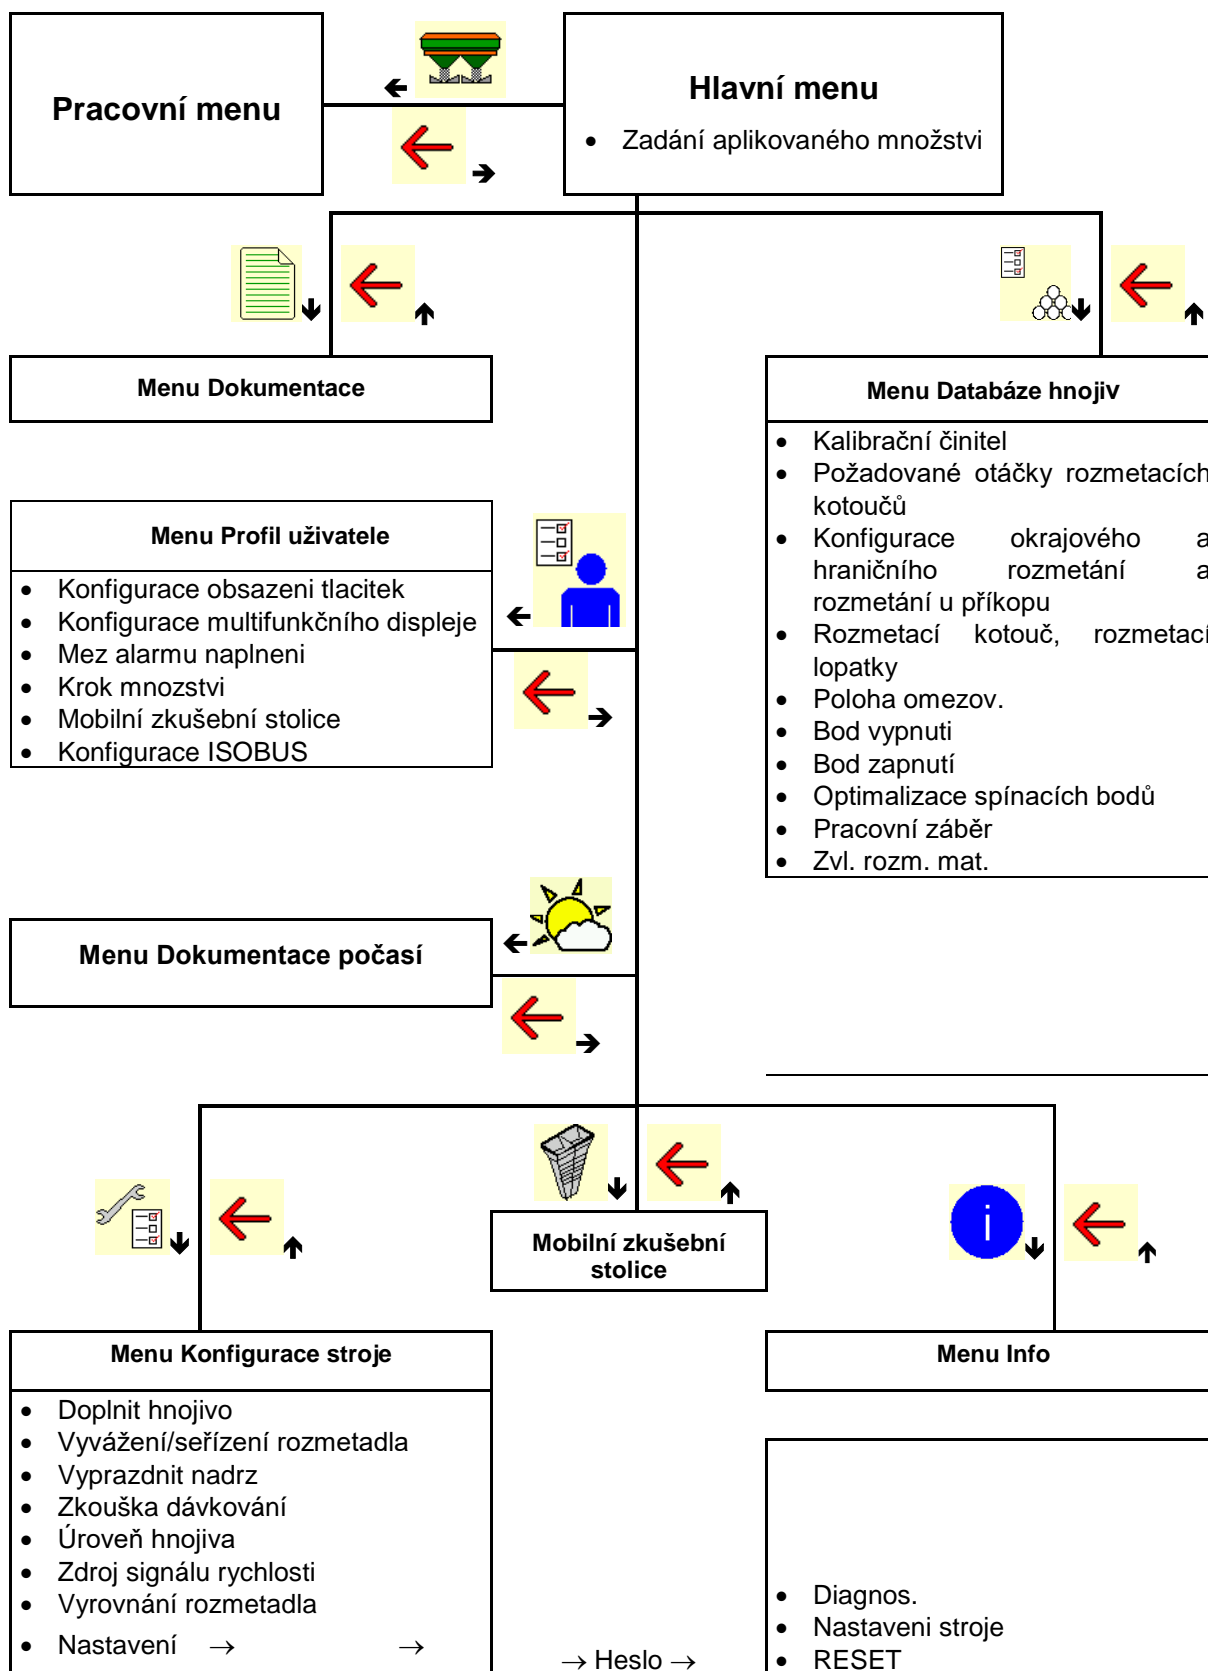 Pracovní menu
Hlavní menu
• Zadání aplikovaného množstvi
Menu Dokumentace
Menu Databáze hnojiv
• Kalibrační činitel
• Požadované otáčky rozmetacích
kotoučů
• Konfigurace okrajového a
hraničního rozmetání a
rozmetání u příkopu
• Rozmetací kotouč, rozmetací
lopatky
• Poloha omezov.
• Bod vypnuti
• Bod zapnutí
• Optimalizace spínacích bodů
• Pracovní záběr
• Zvl. rozm. mat.
Menu Profil uživatele
• Konfigurace obsazeni tlacitek
• Konfigurace multifunkčního displeje
• Mez alarmu naplneni
• Krok mnozstvi
• Mobilní zkušební stolice
• Konfigurace ISOBUS
Menu Dokumentace počasí
Mobilní zkušební
stolice
i
Menu Konfigurace stroje
• Doplnit hnojivo
• Vyvážení/seřízení rozmetadla
• Vyprazdnit nadrz
• Zkouška dávkování
• Úroveň hnojiva
• Zdroj signálu rychlosti
• Vyrovnání rozmetadla
• Nastavení → →
→ Heslo →
Menu Info
• Diagnos.
• Nastaveni stroje
• RESET